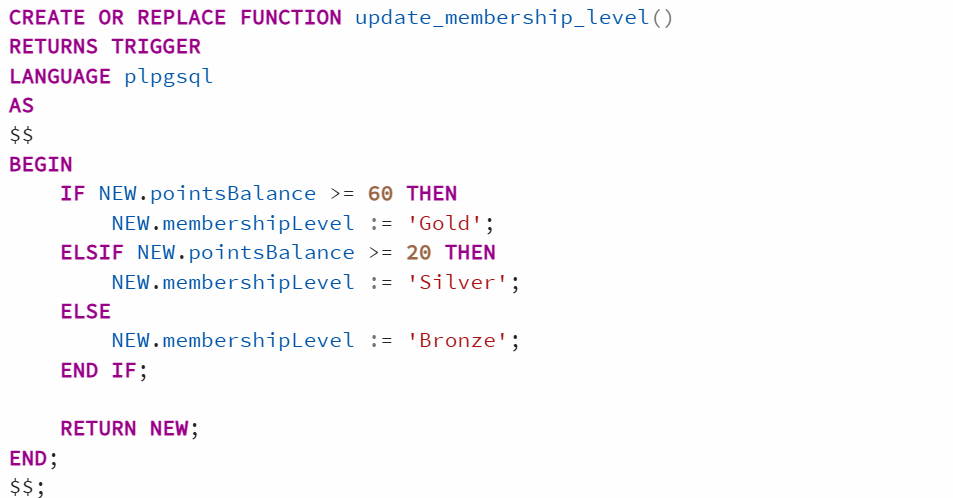 CREATE OR REPLACE FUNCTION update_membership_level()
RETURNS TRIGGER
LANGUAGE plpgsql
AS
$$
BEGIN
    IF NEW.pointsBalance >= 60 THEN
        NEW.membershipLevel := 'Gold';
    ELSIF NEW.pointsBalance >= 20 THEN
        NEW.membershipLevel := 'Silver';
    ELSE
        NEW.membershipLevel := 'Bronze';
    END IF;

    RETURN NEW;
END;
$$;